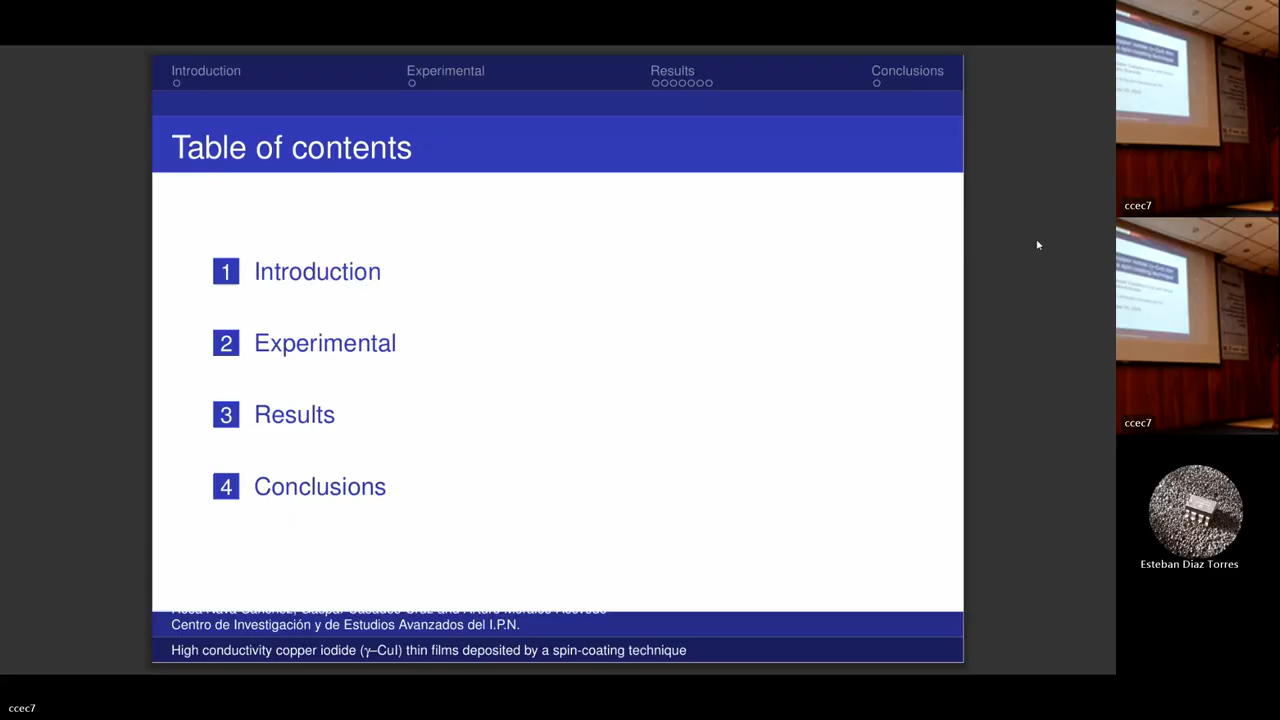 Introduction
Experimental
Results
Conclusions
Table of contents
1 Introduction
2 Experimental
3 Results
4 Conclusions
Centro de Investigación y de Estudios Avanzados del I.P.N.
High conductivity copper iodide (γ–CuI) thin films deposited by a spin-coating technique
ccec7
ccec7
Esteban Diaz Torres
ccec7